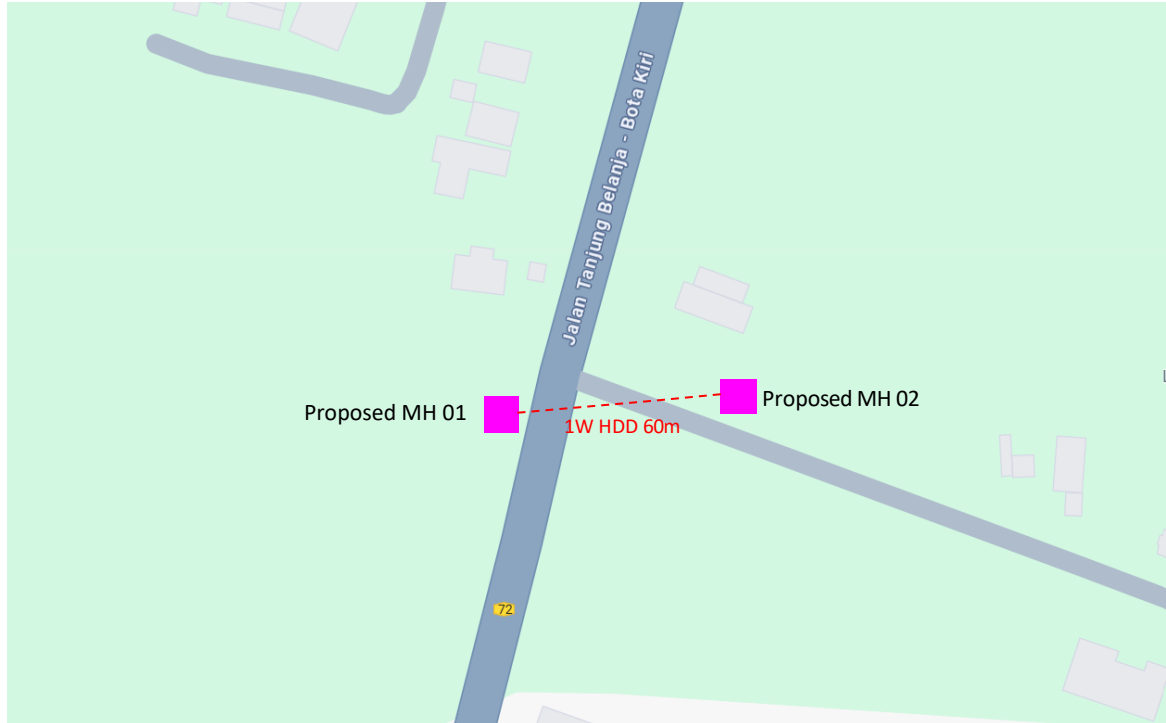 Jalan Tanjung Belanja - Bota Kiri
Proposed MH 01
Proposed MH 02
1W HDD 60m
72